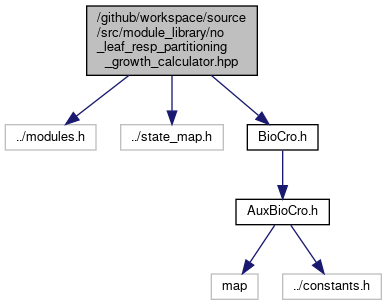 /github/workspace/source
/src/module_library/no
_leaf_resp_partitioning
_growth_calculator.hpp
../modules.h
../state_map.h
BioCro.h
AuxBioCro.h
map
../constants.h